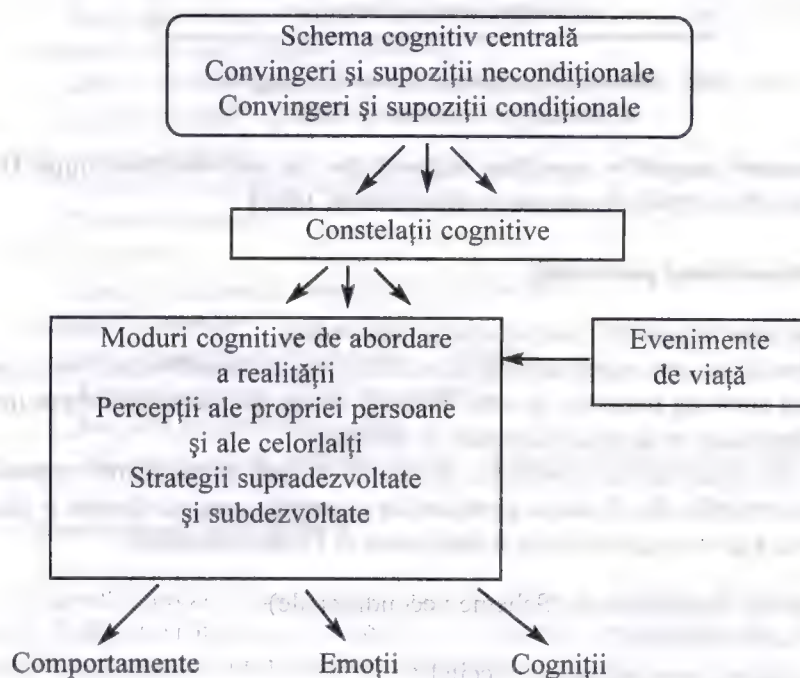 Schema cognitiv centrală
Convingeri şi supoziţii necondiţionale
Convingeri şi supoziţii condiţionale
Constelaţii cognitive
Moduri cognitive de abordare
a realităţii
Percepţii ale propriei persoane
şi ale celorlalţi
Strategii supradezvoltate
şi subdezvoltate
Evenimente
de viaţă
Comportamente Emoţii Cogniţii